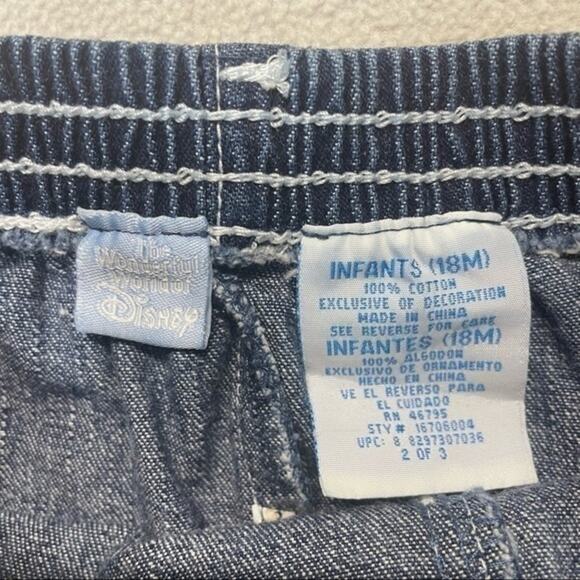 The
Wonderful
World of
Disney
INFANTS (18M)
100% COTTON
EXCLUSIVE OF DECORATION
MADE IN CHINA
SEE REVERSE FOR CARE
INFANTES (18M)
100% ALGODON
EXCLUSIVO DE ORNAMENTO
HECHO EN CHINA
VE EL REVERSO PARA
EL CUIDADO
RN 46795
STY # 16706004
UPC: 8 8297307036
2 OF 3